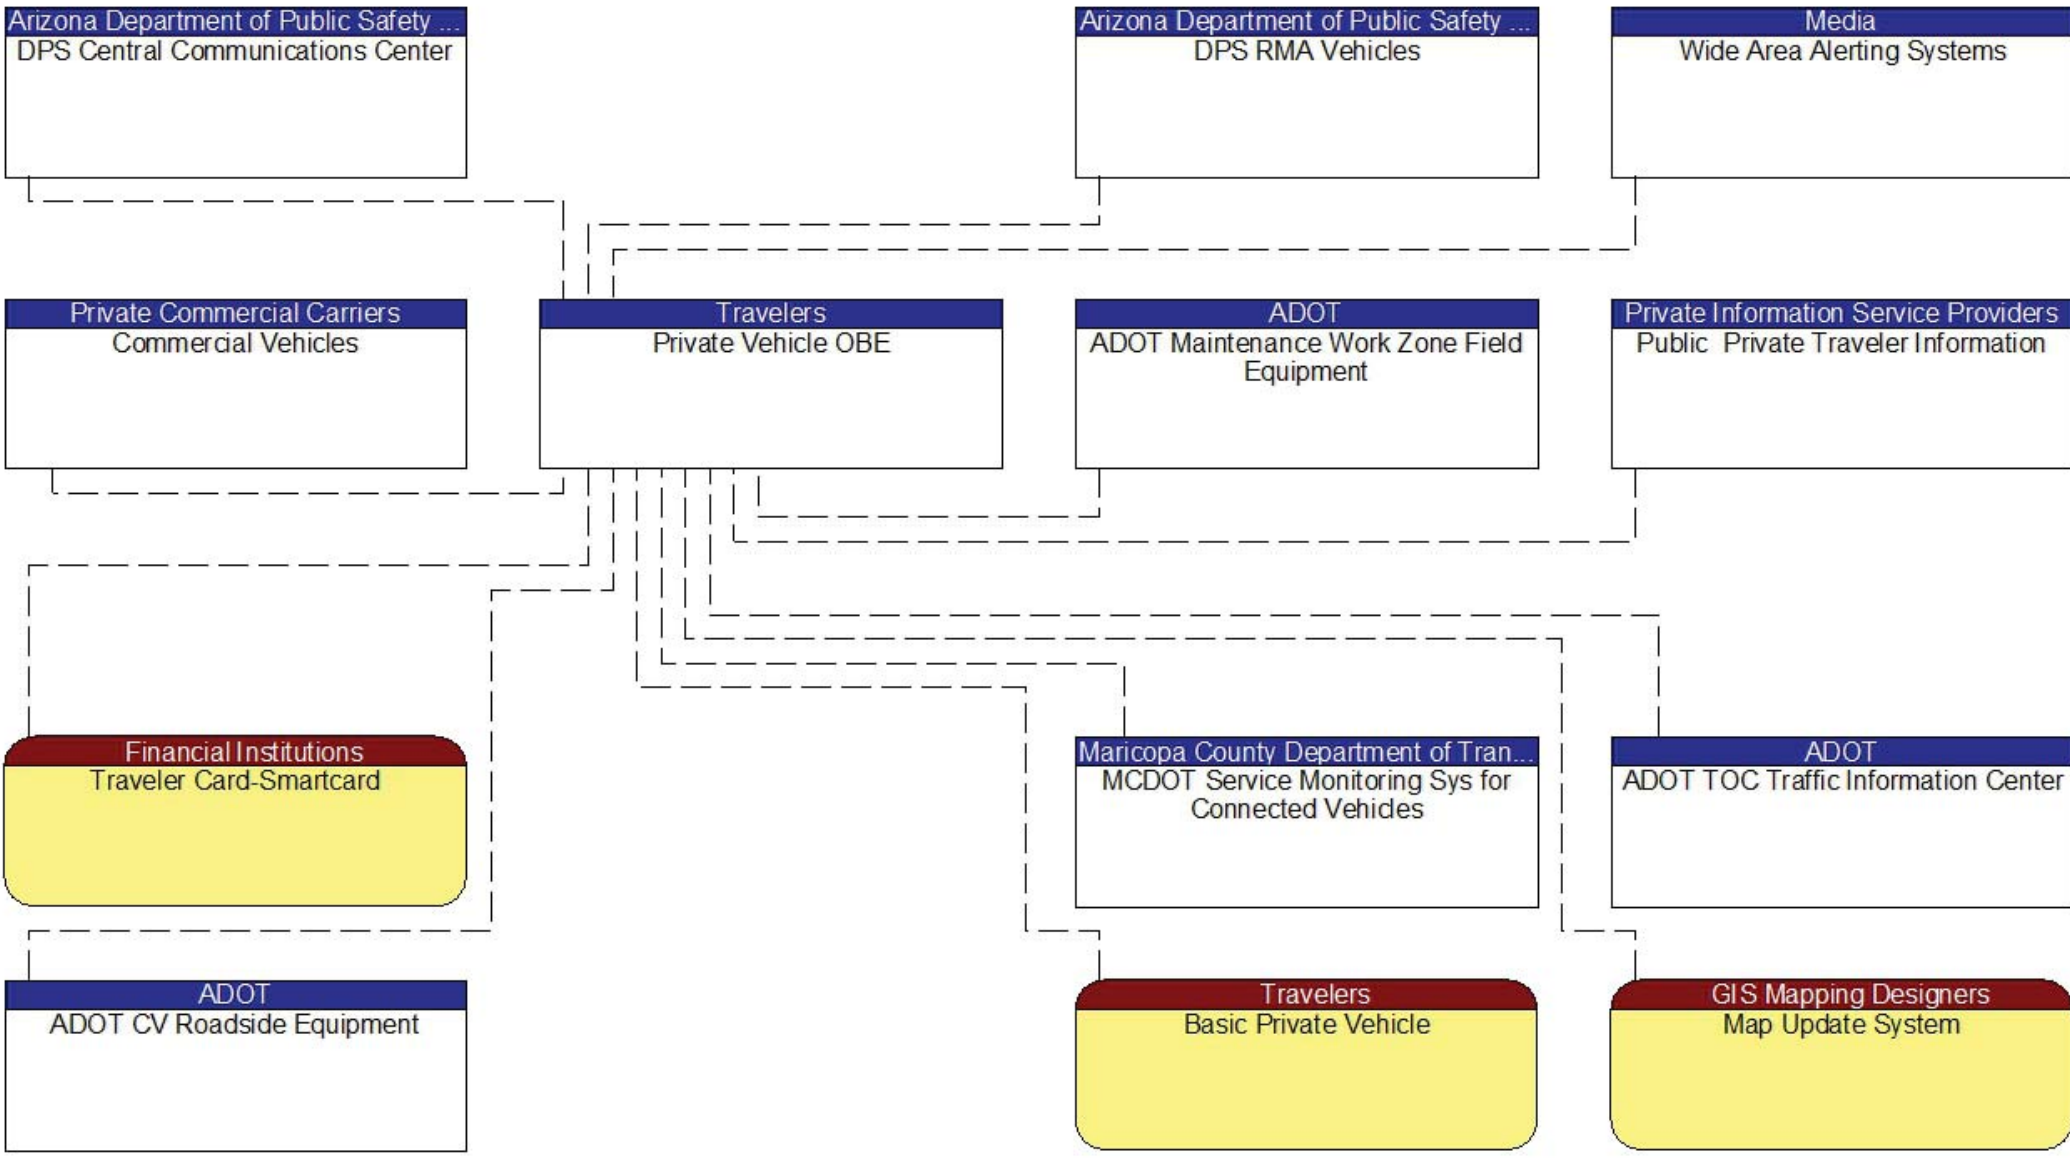 Arizona Department of Public Safety ...
DPS Central Communications Center
Arizona Department of Public Safety ...
DPS RMA Vehicles
Media
Wide Area Alerting Systems
Private Commercial Carriers
Commercial Vehicles
Travelers
Private Vehicle OBE
ADOT
ADOT Maintenance Work Zone Field
Equipment
Private Information Service Providers
Public Private Traveler Information
Financial Institutions
Traveler Card-Smartcard
Maricopa County Department of Tran...
MCDOT Service Monitoring Sys for
Connected Vehicles
ADOT
ADOT TOC Traffic Information Center
ADOT
ADOT CV Roadside Equipment
Travelers
Basic Private Vehicle
GIS Mapping Designers
Map Update System